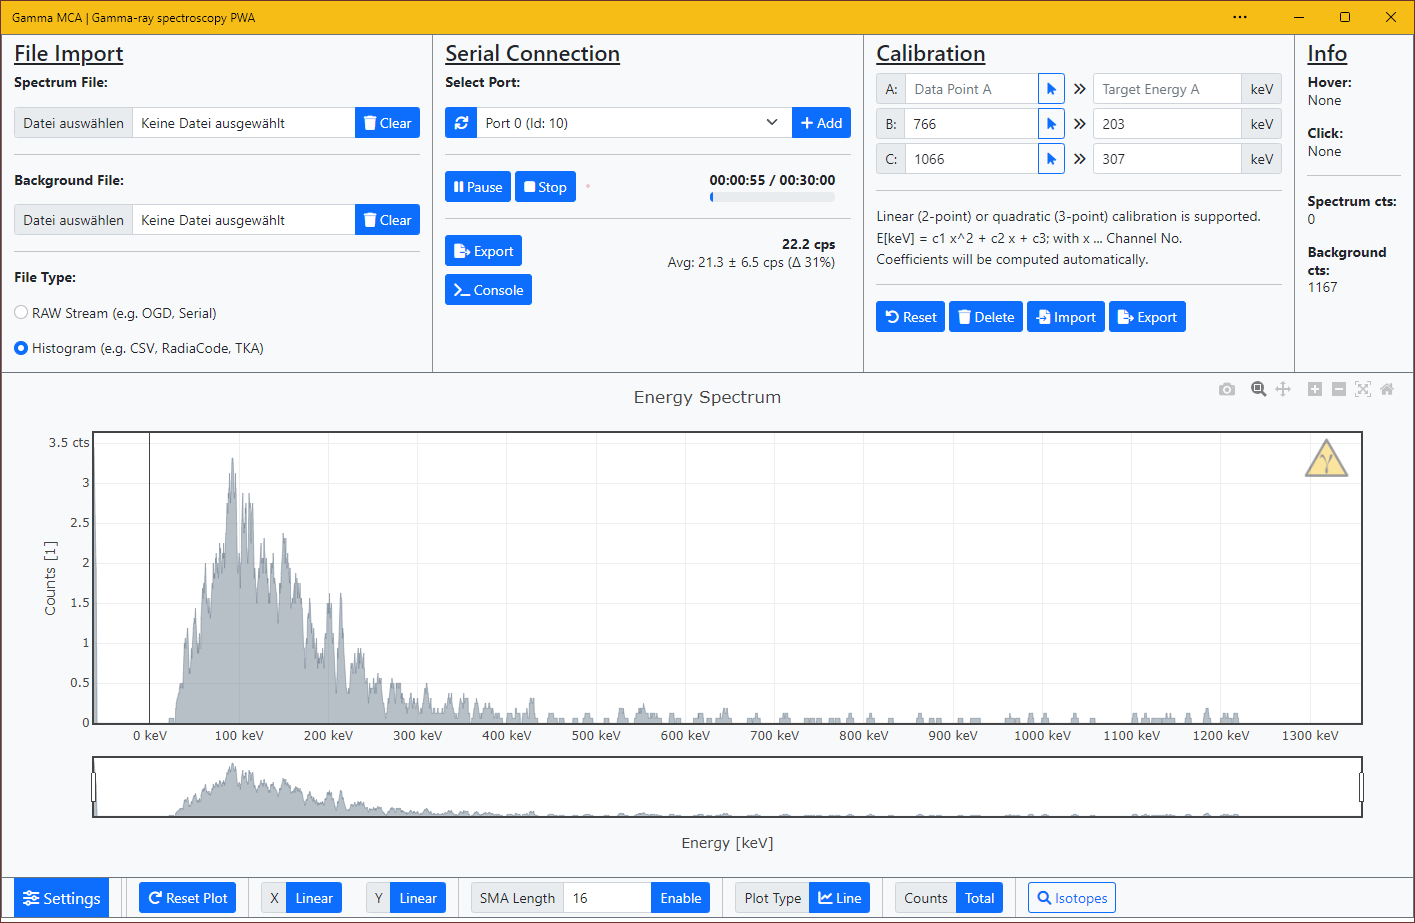 Gamma MCA | Gamma-ray spectroscopy PWA
File Import
Spectrum File:
Datei auswählen Keine Datei ausgewählt Clear
Background File:
Datei auswählen Keine Datei ausgewählt Clear
File Type:
RAW Stream (e.g. OGD, Serial)
Histogram (e.g. CSV, RadiaCode, TKA)
Serial Connection
Select Port:
Port 0 (Id: 10) Add
Pause Stop 00:00:55 / 00:30:00
Export 22.2 cps
Avg: 21.3 ± 6.5 cps (Δ 31%)
Console
Calibration
A: Data Point A Target Energy A keV
B: 766 203 keV
C: 1066 307 keV
Linear (2-point) or quadratic (3-point) calibration is supported.
E[keV] = c1 x^2 + c2 x + c3; with x ... Channel No.
Coefficients will be computed automatically.
Reset Delete Import Export
Info
Hover:
None
Click:
None
Spectrum cts:
0
Background
cts:
1167
Energy Spectrum
3.5 cts
3
2.5
2
1.5
1
0.5
0
Counts [1]
γ
0 keV 100 keV 200 keV 300 keV 400 keV 500 keV 600 keV 700 keV 800 keV 900 keV 1000 keV 1100 keV 1200 keV 1300 keV
Energy [keV]
Settings Reset Plot X Linear Y Linear SMA Length 16 Enable Plot Type Line Counts Total Isotopes